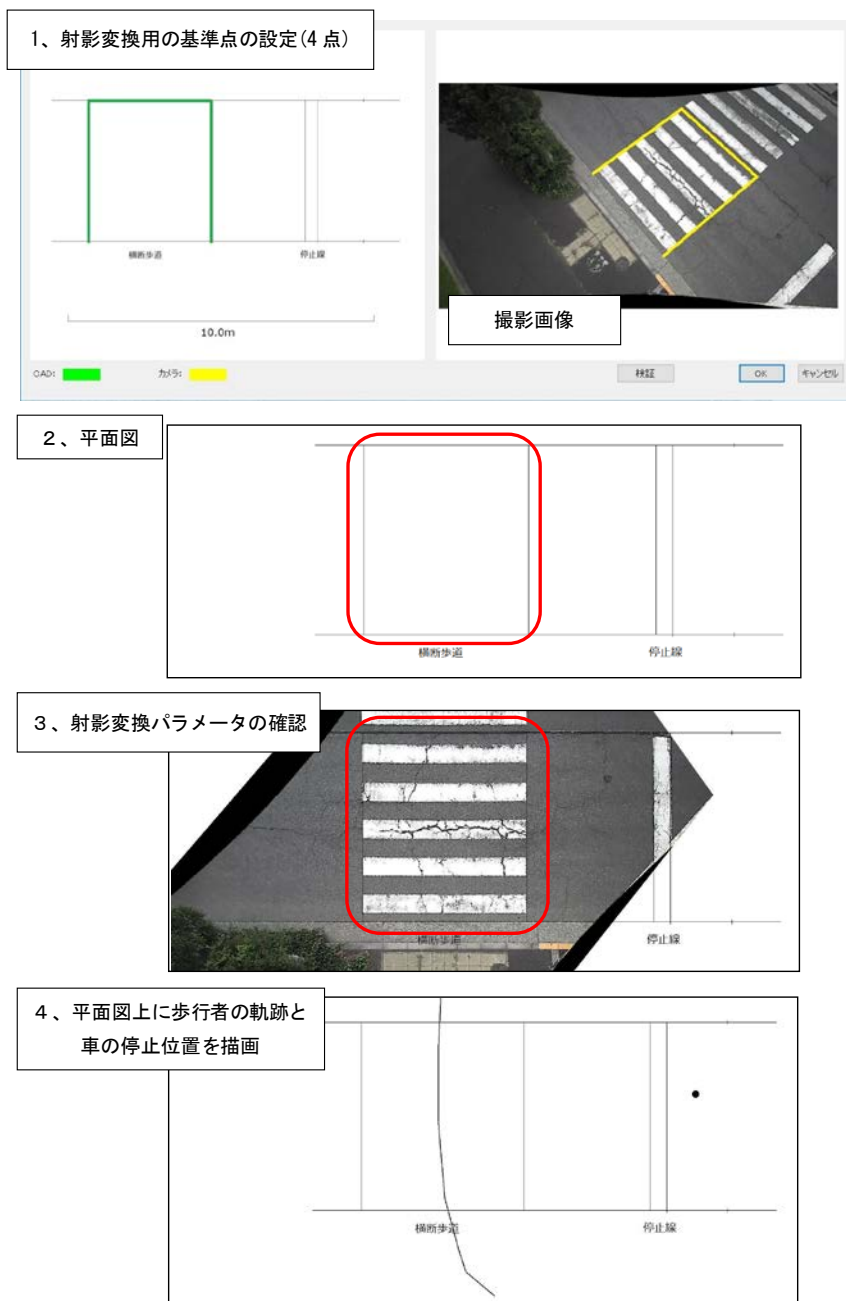 1、射影変換用の基準点の設定(4点)
横断歩道
停止線
10.0m
撮影画像
CAD:
カメラ:
検証
OK
キャンセル
２、平面図
横断歩道
停止線
３、射影変換パラメータの確認
横断歩道
停止線
４、平面図上に歩行者の軌跡と
車の停止位置を描画
横断歩道
停止線